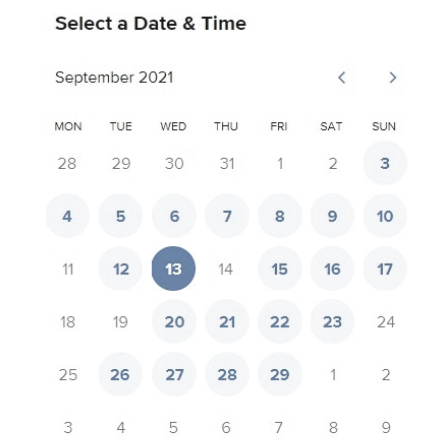 Select a Date & Time
September 2021
MON TUE WED THU FRI SAT SUN
28 29 30 31 1 2 3
4 5 6 7 8 9 10
11 12 13 14 15 16 17
18 19 20 21 22 23 24
25 26 27 28 29 1 2
3 4 5 6 7 8 9